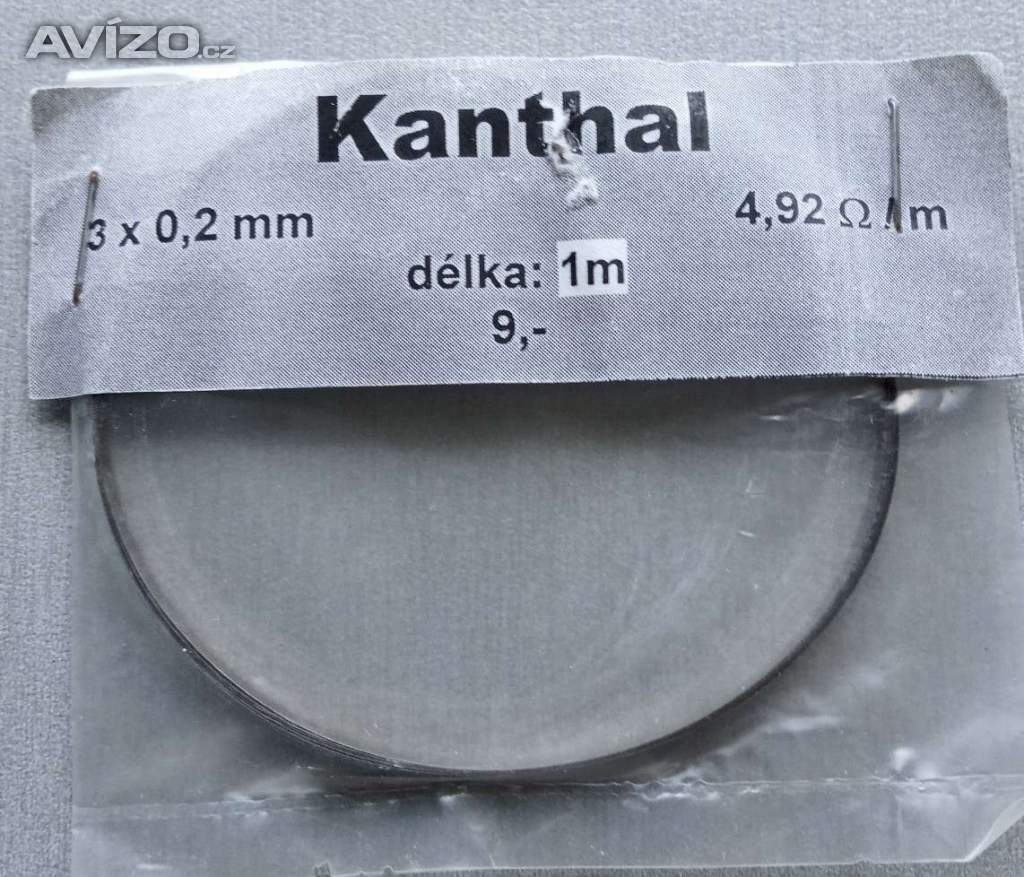 AVÍZO.cz
Kanthal
3 x 0,2 mm 4,92 Ω / m
délka: 1m
9,-